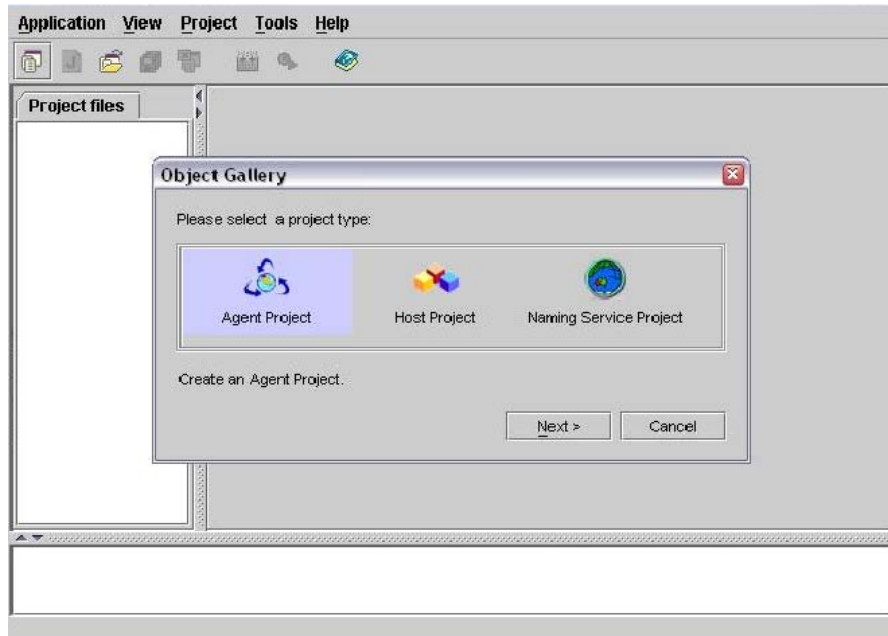 Application View Project Tools Help
Project files
Object Gallery
Please select a project type:
Agent Project Host Project Naming Service Project
Create an Agent Project.
Next > Cancel